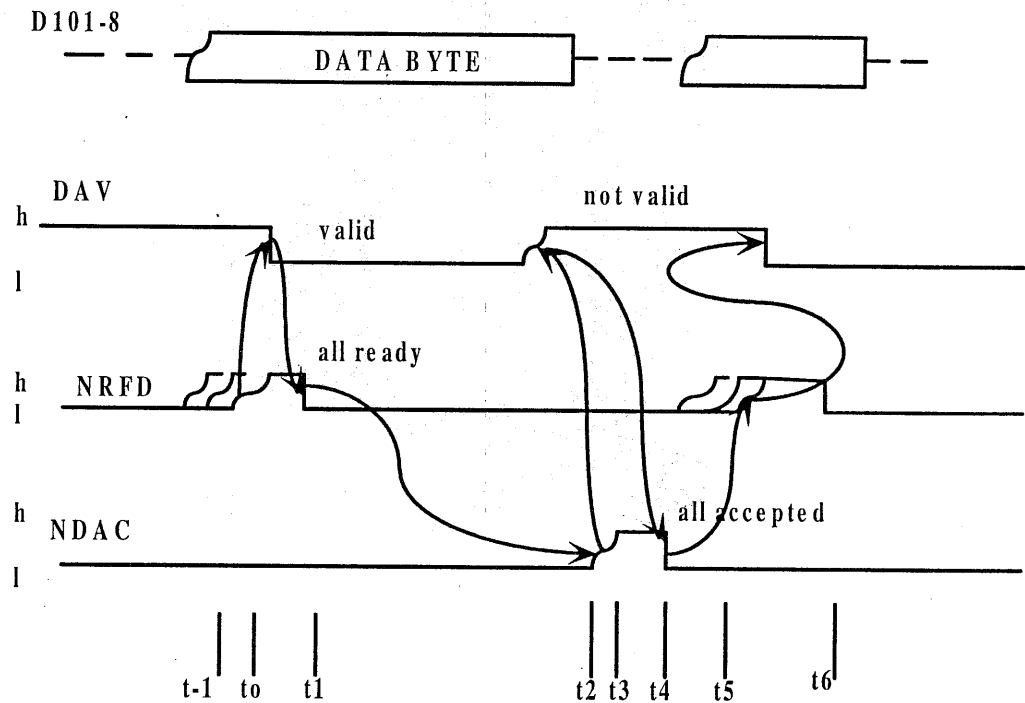 D101-8
DATA BYTE
DAV
not valid
h
valid
l
all ready
h
NRFD
l
h
all accepted
NDAC
l
t-1
to
t1
t2
t3
t4
t5
t6